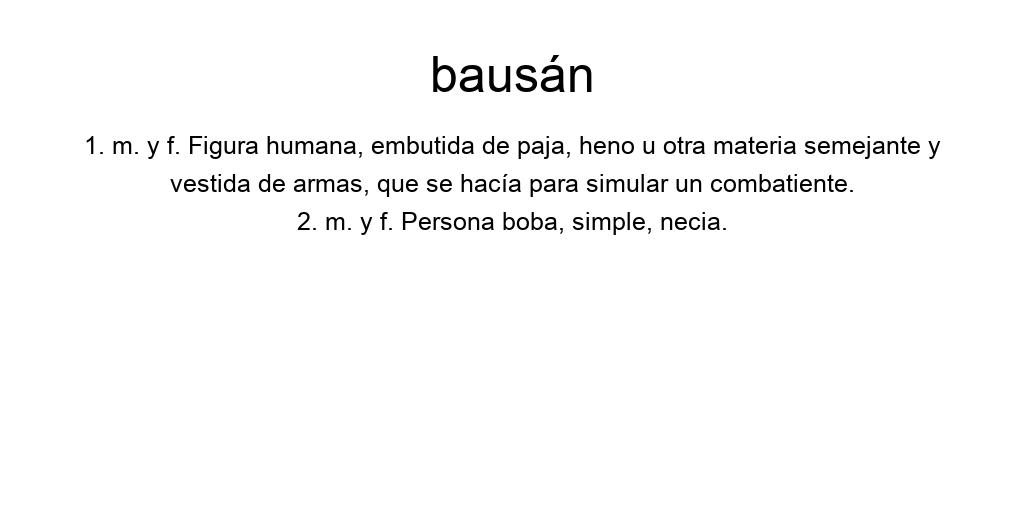 bausán
1. m. y f. Figura humana, embutida de paja, heno u otra materia semejante y
vestida de armas, que se hacía para simular un combatiente.
2. m. y f. Persona boba, simple, necia.